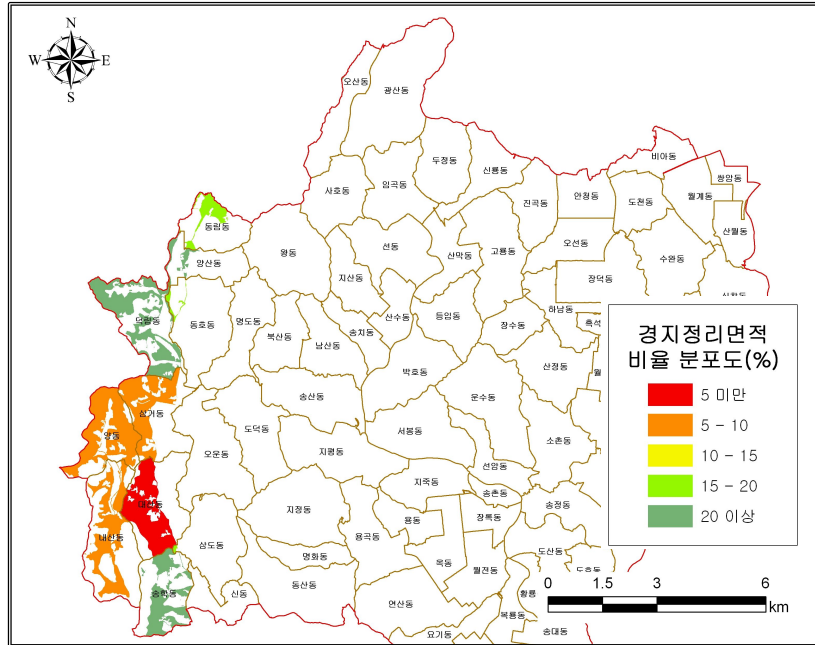 N
W E
S
오산동
광산동
두정동
신룡동
비아동
쌍암동
사호동
임곡동
진곡동
안청동
도천동
월계동
산월동
동림동
왕동
선동
산막동
고룡동
오선동
수완동
망산동
지산동
장덕동
덕림동
동호동
명도동
북산동
남산동
송치동
산수동
등임동
장수동
하남동
흑석
삼거동
송산동
박호동
운수동
산정동
월
양동
오운동
도덕동
지평동
서봉동
선암동
소촌동
대산동
내산동
삼도동
지정동
용곡동
지죽동
용동
송촌동
장록동
송정동
명화동
옥동
월전동
도산동
도호동
송학동
신동
동산동
연산동
황룡
복룡동
요기동
송대동
경지정리면적
비율 분포도(%)
5 미만
5 - 10
10 - 15
15 - 20
20 이상
0 1.5 3 6
km